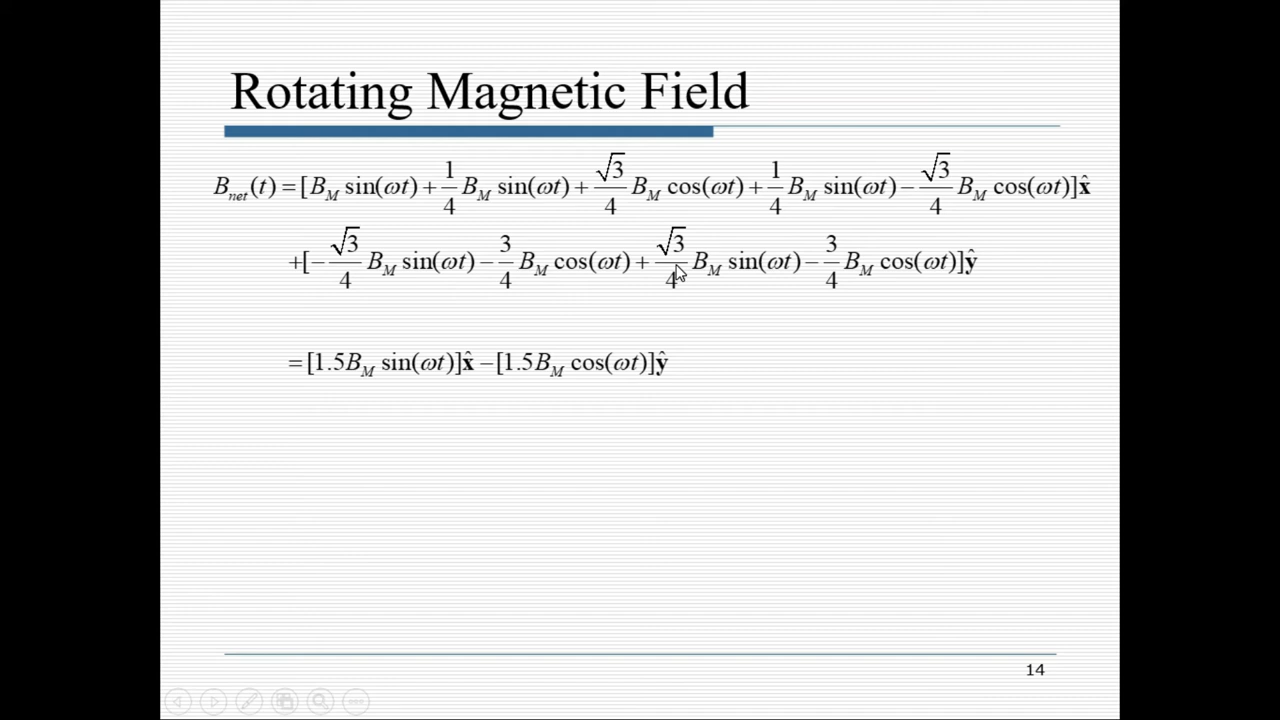 Rotating Magnetic Field
B_net(t) = [B_M sin(ωt) + 1/4 B_M sin(ωt) + √3/4 B_M cos(ωt) + 1/4 B_M sin(ωt) − √3/4 B_M cos(ωt)]x̂
+[−√3/4 B_M sin(ωt) − 3/4 B_M cos(ωt) + √3/4 B_M sin(ωt) − 3/4 B_M cos(ωt)]ŷ
= [1.5B_M sin(ωt)]x̂ − [1.5B_M cos(ωt)]ŷ
14